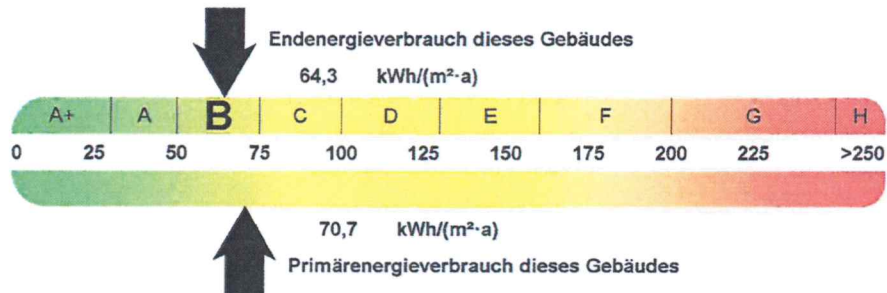 Endenergieverbrauch dieses Gebäudes
64,3 kWh/(m²·a)
A+ A B C D E F G H
0 25 50 75 100 125 150 175 200 225 >250
70,7 kWh/(m²·a)
Primärenergieverbrauch dieses Gebäudes